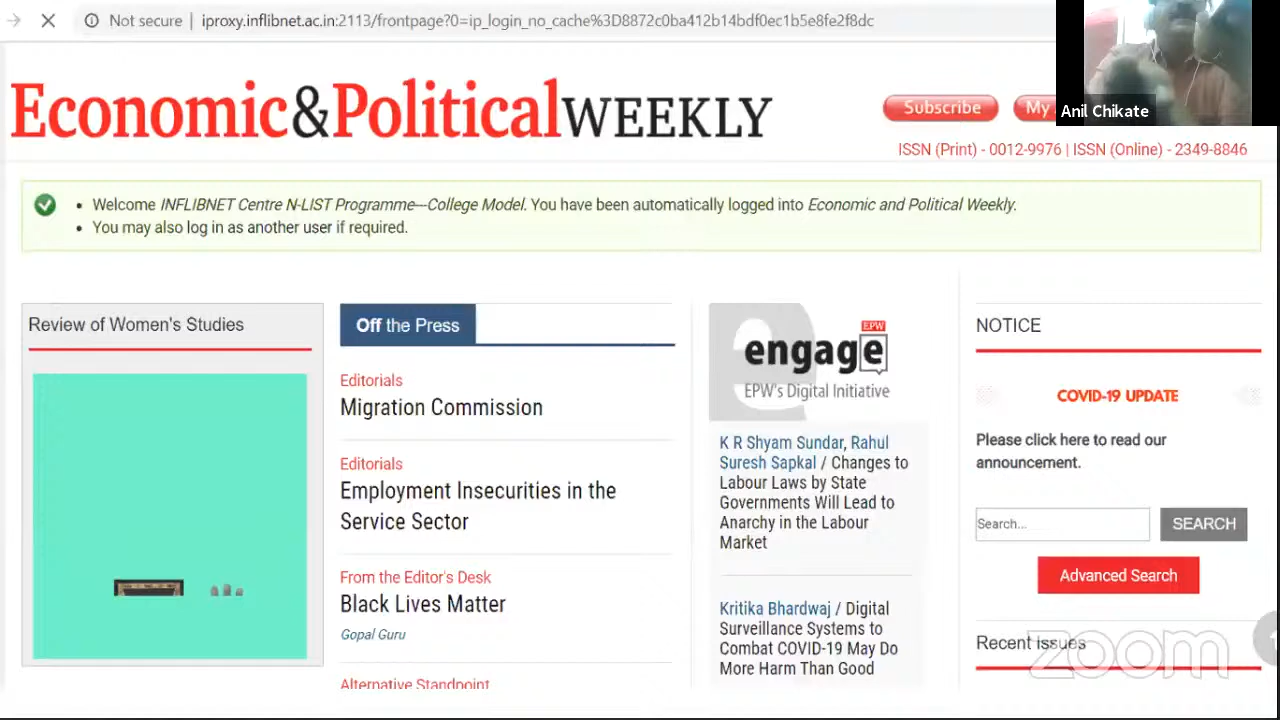 Not secure | iproxy.inflibnet.ac.in:2113/frontpage?0=ip_login_no_cache%3D8872c0ba412b14bdf0ec1b5e8fe2f8dc
Economic&PoliticalWEEKLY
Subscribe
My
Anil Chikate
ISSN (Print) - 0012-9976 | ISSN (Online) - 2349-8846
• Welcome INFLIBNET Centre N-LIST Programme---College Model. You have been automatically logged into Economic and Political Weekly.
• You may also log in as another user if required.
Review of Women's Studies
Off the Press
Editorials
Migration Commission
Editorials
Employment Insecurities in the
Service Sector
From the Editor's Desk
Black Lives Matter
Gopal Guru
Alternative Standpoint
e
EPW
engage
EPW's Digital Initiative
K R Shyam Sundar, Rahul
Suresh Sapkal / Changes to
Labour Laws by State
Governments Will Lead to
Anarchy in the Labour
Market
Kritika Bhardwaj / Digital
Surveillance Systems to
Combat COVID-19 May Do
More Harm Than Good
NOTICE
COVID-19 UPDATE
Please click here to read our
announcement.
Search...
SEARCH
Advanced Search
Recent issues
zoom